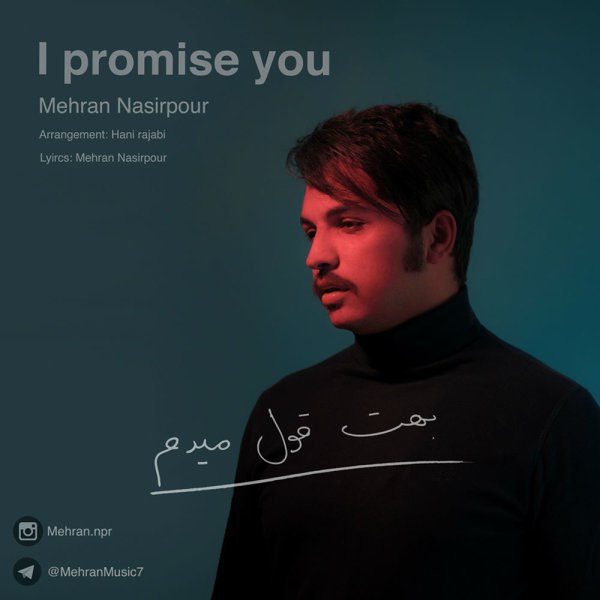 I promise you
Mehran Nasirpour
Arrangement: Hani rajabi
Lyircs: Mehran Nasirpour
بهت قول میدم
Mehran.npr
@MehranMusic7